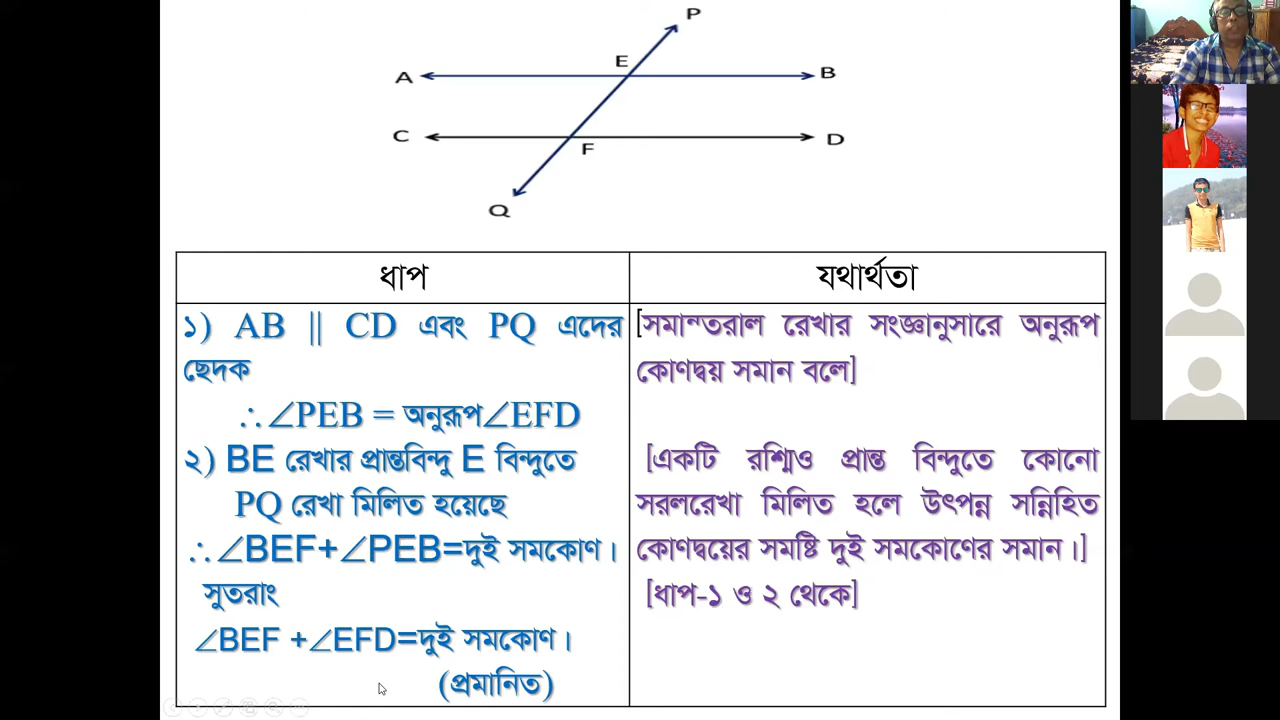 P
E
A
B
C
D
F
Q
ধাপ
যথার্থতা
১) AB || CD এবং PQ এদের
ছেদক
∴∠PEB = অনুরূপ∠EFD
২) BE রেখার প্রান্তবিন্দু E বিন্দুতে
PQ রেখা মিলিত হয়েছে
∴∠BEF+∠PEB=দুই সমকোণ।
সুতরাং
∠BEF +∠EFD=দুই সমকোণ।
(প্রমানিত)
[সমান্তরাল রেখার সংজ্ঞানুসারে অনুরূপ
কোণদ্বয় সমান বলে]
[একটি রশ্মিও প্রান্ত বিন্দুতে কোনো
সরলরেখা মিলিত হলে উৎপন্ন সন্নিহিত
কোণদ্বয়ের সমষ্টি দুই সমকোণের সমান।]
[ধাপ-১ ও ২ থেকে]